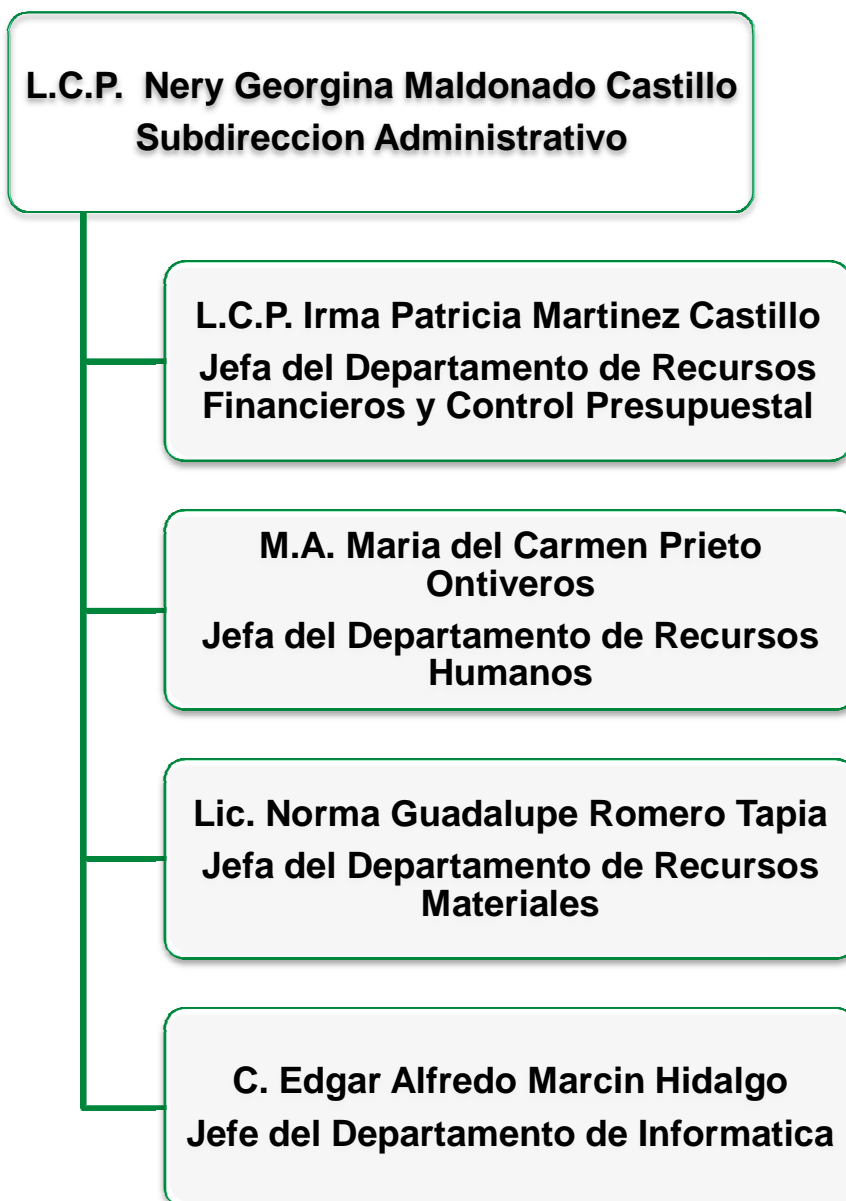 L.C.P.  Nery Georgina Maldonado Castillo
Subdireccion Administrativo
L.C.P. Irma Patricia Martinez Castillo
Jefa del Departamento de Recursos
Financieros y Control Presupuestal
M.A. Maria del Carmen Prieto
Ontiveros
Jefa del Departamento de Recursos
Humanos
Lic. Norma Guadalupe Romero Tapia
Jefa del Departamento de Recursos
Materiales
C. Edgar Alfredo Marcin Hidalgo
Jefe del Departamento de Informatica